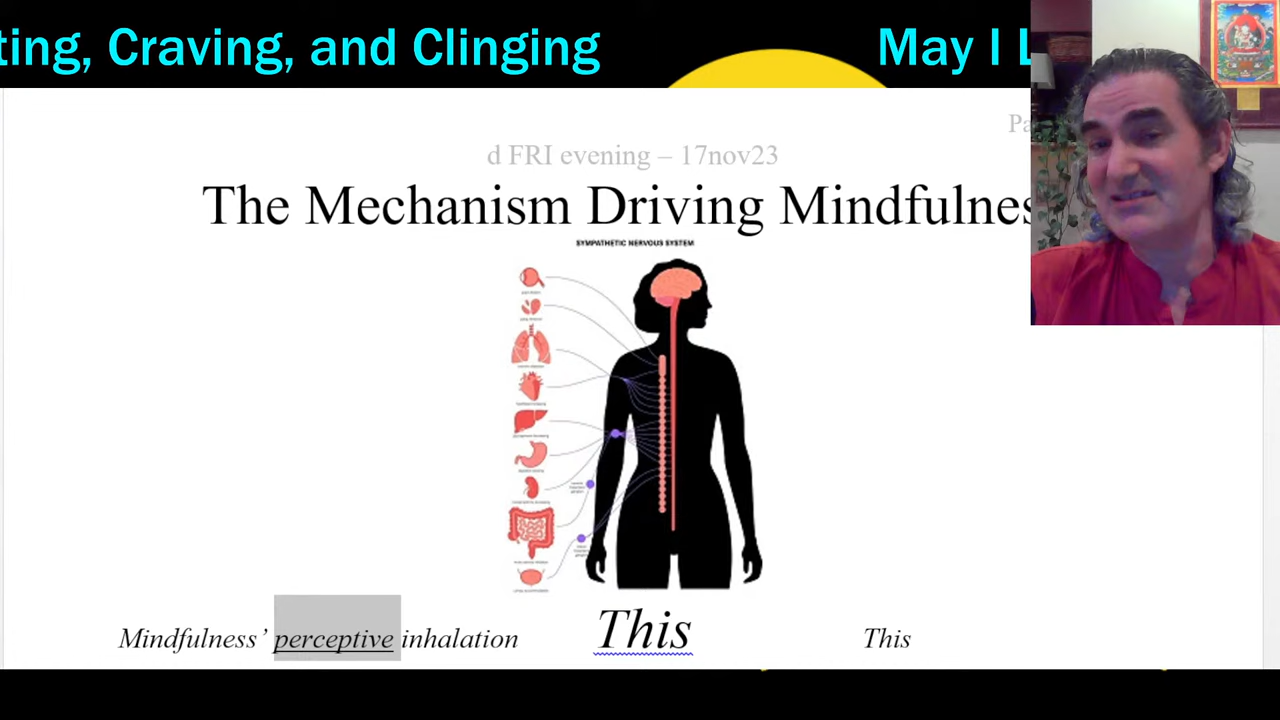 ting, Craving, and Clinging May I L
Pa
d FRI evening – 17nov23
The Mechanism Driving Mindfulnes
SYMPATHETIC NERVOUS SYSTEM
Mindfulness’ perceptive inhalation This This